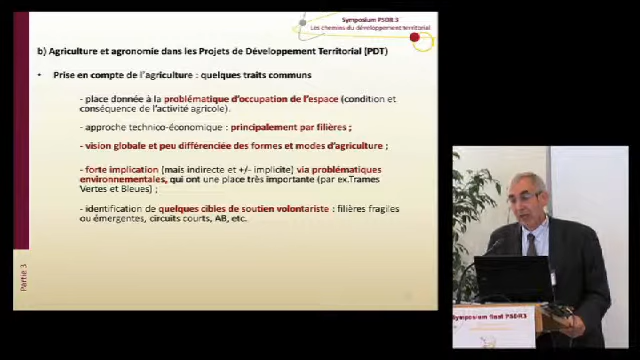 Symposium PSDR3
Les chemins du développement territorial
b) Agriculture et agronomie dans les Projets de Développement Territorial (PDT)
• Prise en compte de l'agriculture : quelques traits communs
- place donnée à la problématique d'occupation de l'espace (condition et
conséquence de l'activité agricole).
- approche technico-économique : principalement par filières ;
- vision globale et peu différenciée des formes et modes d'agriculture ;
- forte implication (mais indirecte et +/- implicite) via problématiques
environnementales, qui ont une place très importante (par ex.Trames
Vertes et Bleues) ;
- identification de quelques cibles de soutien volontariste : filières fragiles
ou émergentes, circuits courts, AB, etc.
Partie 3
Symposium final PSDR3